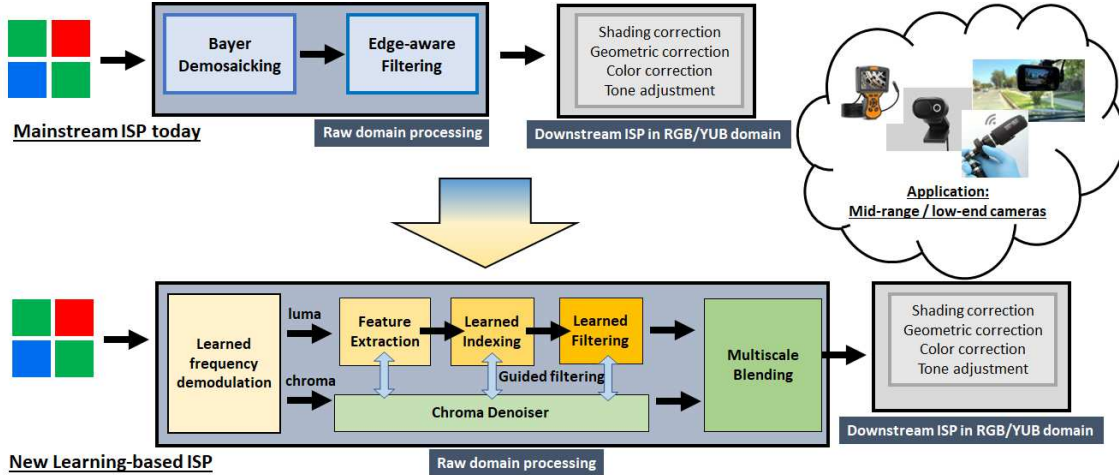 Bayer
Demosaicking
Edge-aware
Filtering
Shading correction
Geometric correction
Color correction
Tone adjustment
Mainstream ISP today
Raw domain processing
Downstream ISP in RGB/YUB domain
Application:
Mid-range / low-end cameras
Learned
frequency
demodulation
luma
chroma
Feature
Extraction
Learned
Indexing
Learned
Filtering
Guided filtering
Chroma Denoiser
Multiscale
Blending
Shading correction
Geometric correction
Color correction
Tone adjustment
New Learning-based ISP
Raw domain processing
Downstream ISP in RGB/YUB domain